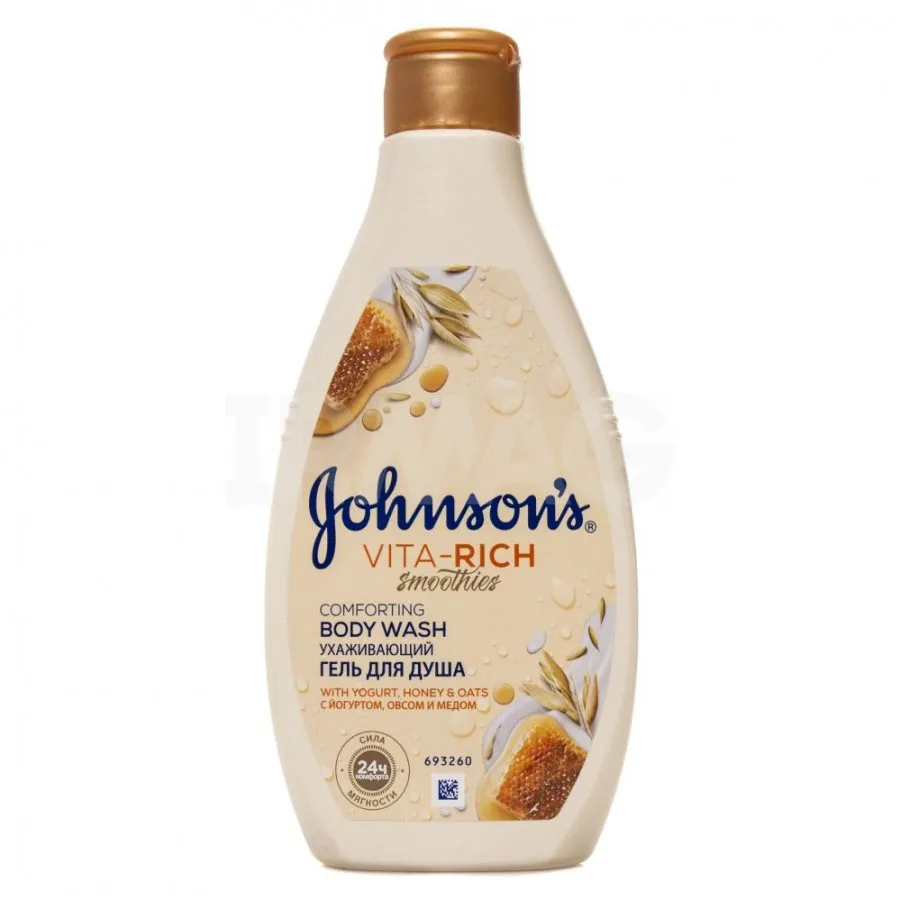 Johnson's®
VITA-RICH
smoothies
COMFORTING
BODY WASH
УХАЖИВАЮЩИЙ
ГЕЛЬ ДЛЯ ДУША
WITH YOGURT, HONEY & OATS
С ЙОГУРТОМ, ОВСОМ И МЕДОМ
СИЛА
24ч
комфорта
МЯГКОСТИ
693260